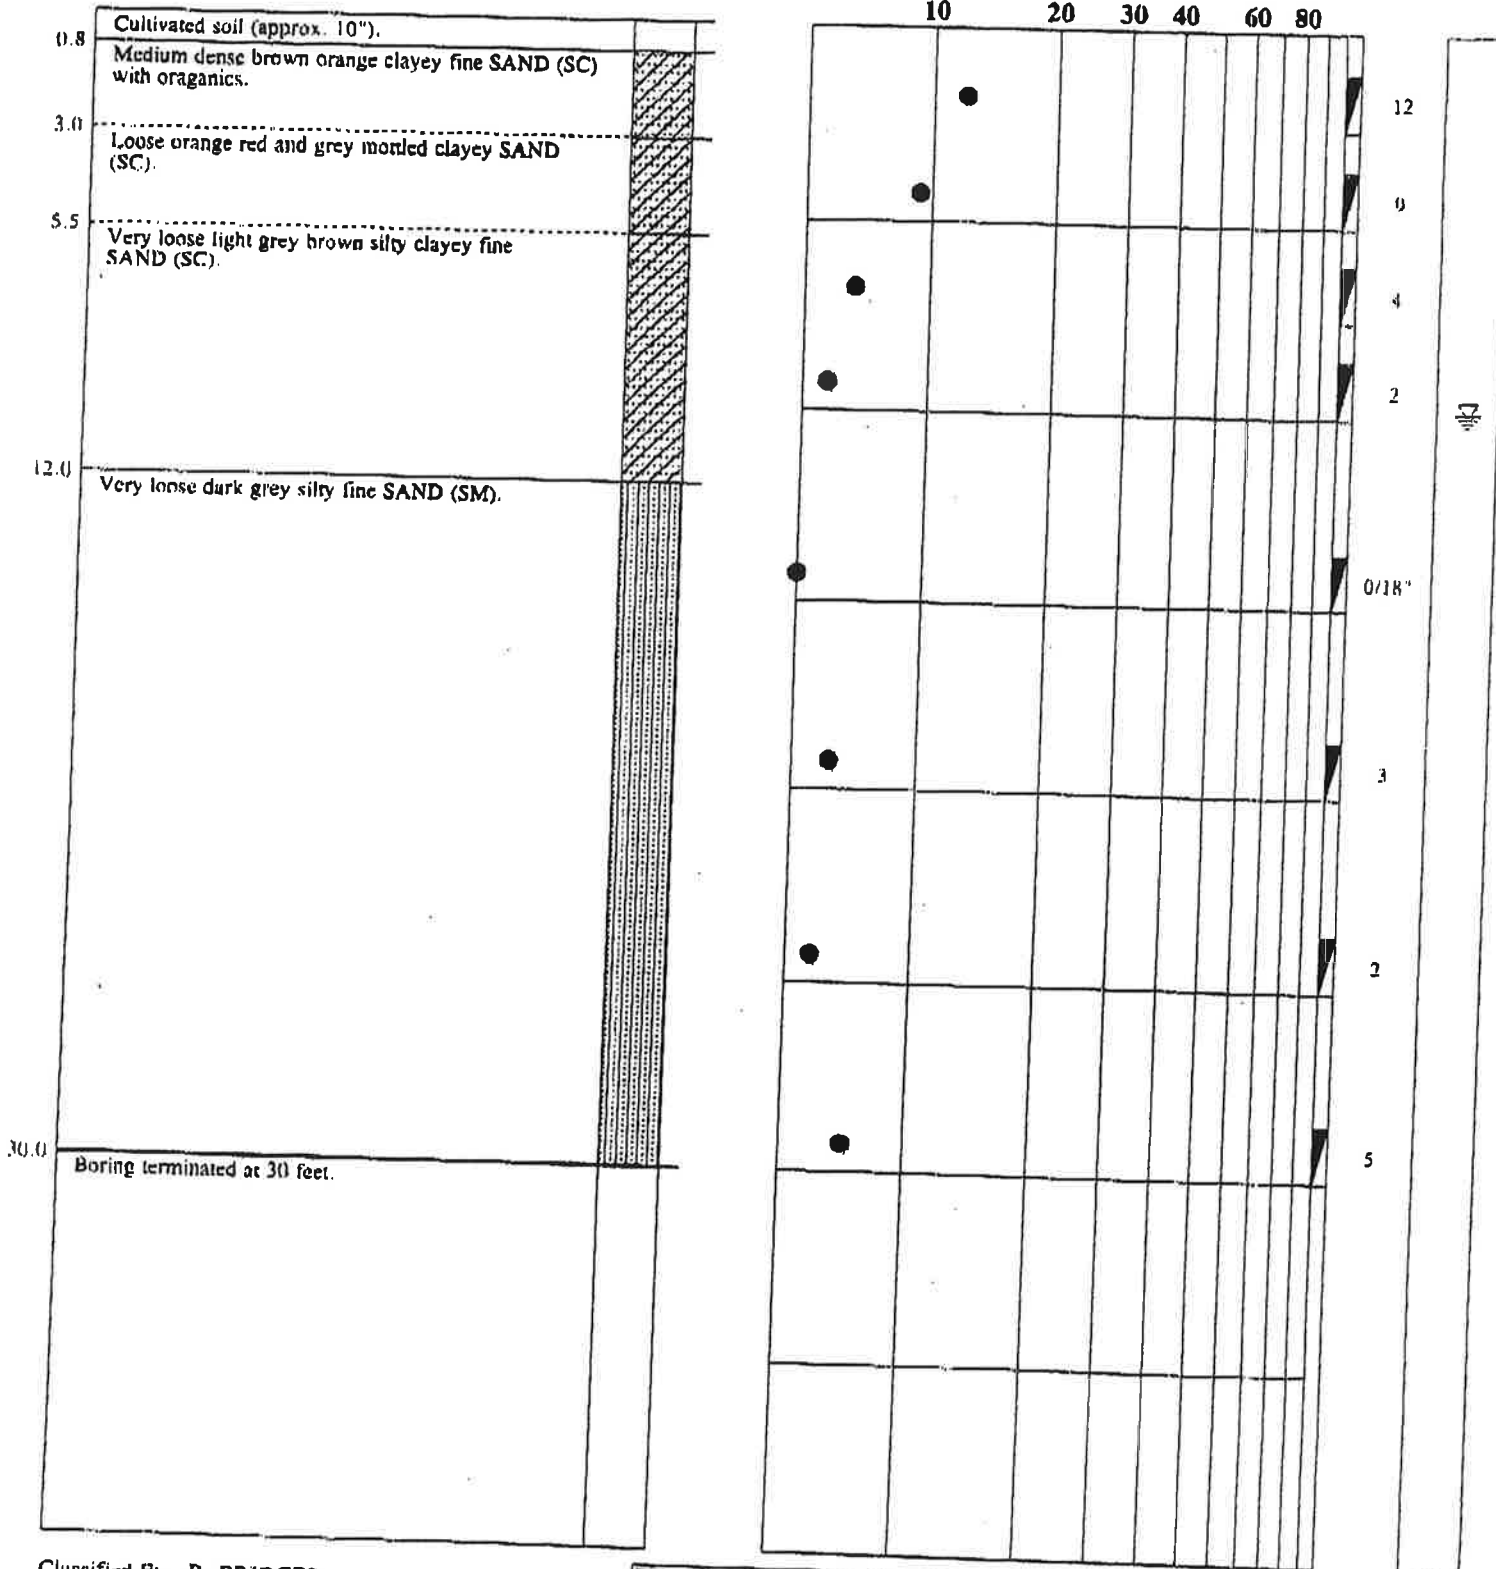 10 20 30 40 60 80
Cultivated soil (approx. 10").
0.8
Medium dense brown orange clayey fine SAND (SC)
with oraganics.
12
3.0
Loose orange red and grey mottled clayey SAND
(SC).
9
5.5
Very loose light grey brown silty clayey fine
SAND (SC).
4
2
12.0
Very loose dark grey silty fine SAND (SM).
0/18"
3
2
30.0
Boring terminated at 30 feet.
5